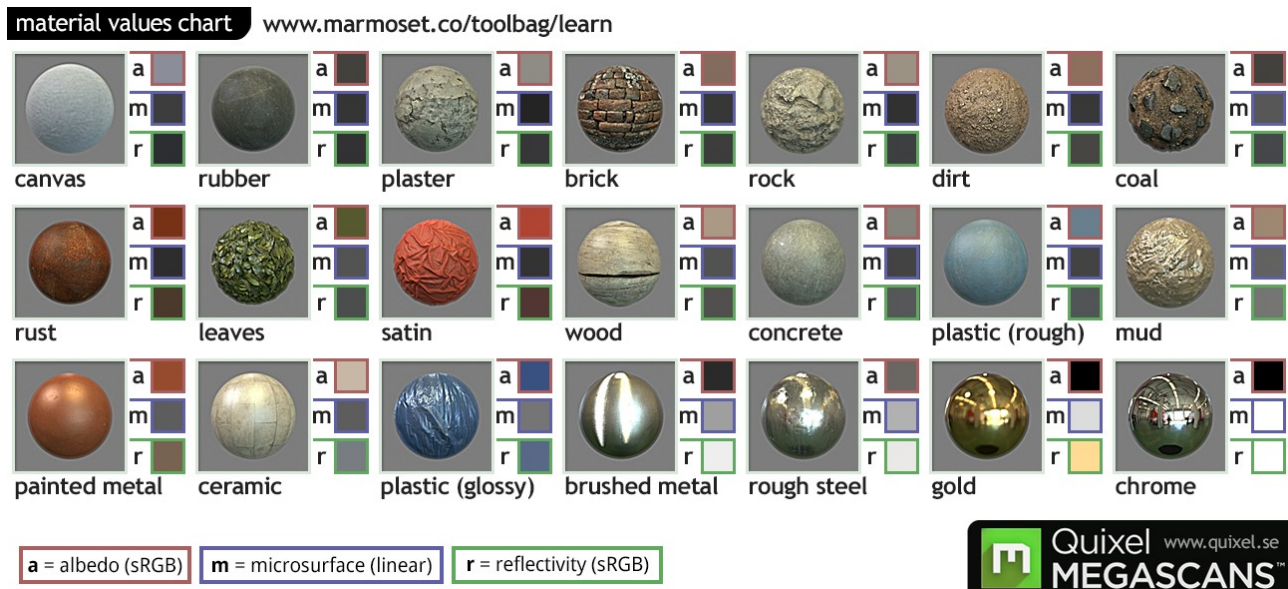 material values chart www.marmoset.co/toolbag/learn
a a a a a a a
m m m m m m m
r r r r r r r
canvas rubber plaster brick rock dirt coal
a a a a a a a
m m m m m m m
r r r r r r r
rust leaves satin wood concrete plastic (rough) mud
a a a a a a a
m m m m m m m
r r r r r r r
painted metal ceramic plastic (glossy) brushed metal rough steel gold chrome
a = albedo (sRGB) m = microsurface (linear) r = reflectivity (sRGB)
m Quixel www.quixel.se
MEGASCANS™